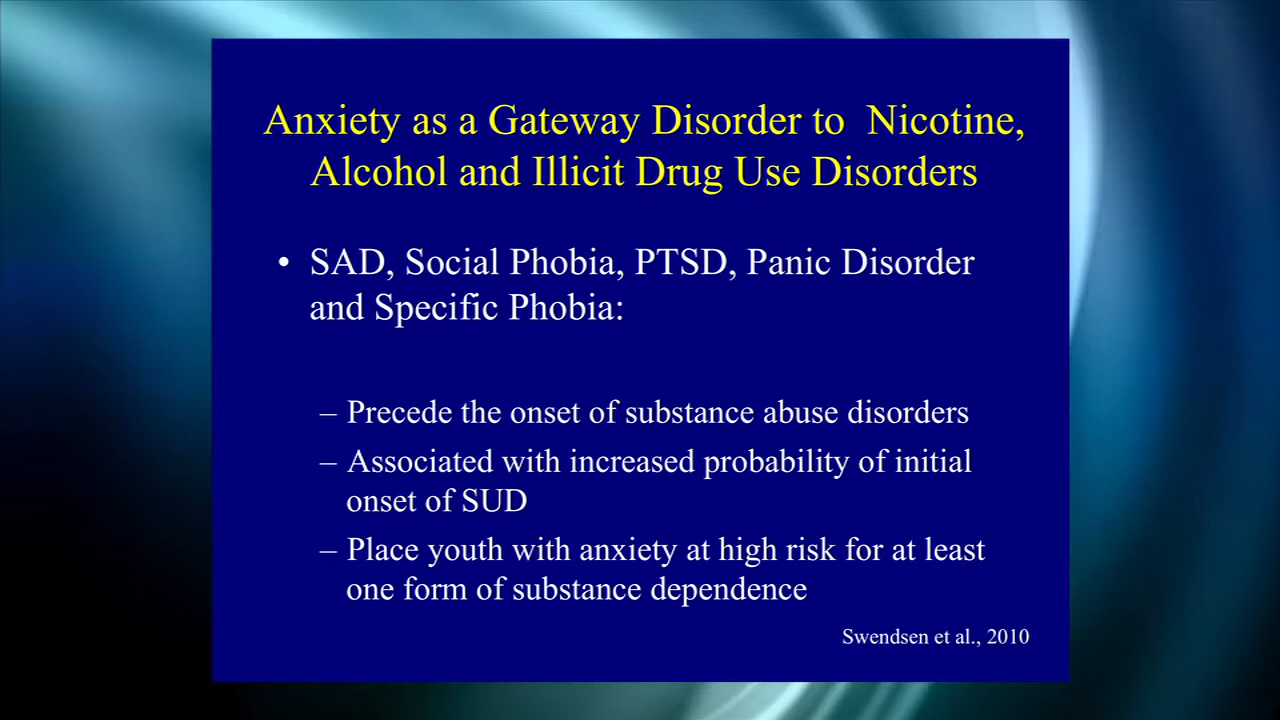 Anxiety as a Gateway Disorder to  Nicotine,
Alcohol and Illicit Drug Use Disorders
• SAD, Social Phobia, PTSD, Panic Disorder
and Specific Phobia:
– Precede the onset of substance abuse disorders
– Associated with increased probability of initial
onset of SUD
– Place youth with anxiety at high risk for at least
one form of substance dependence
Swendsen et al., 2010